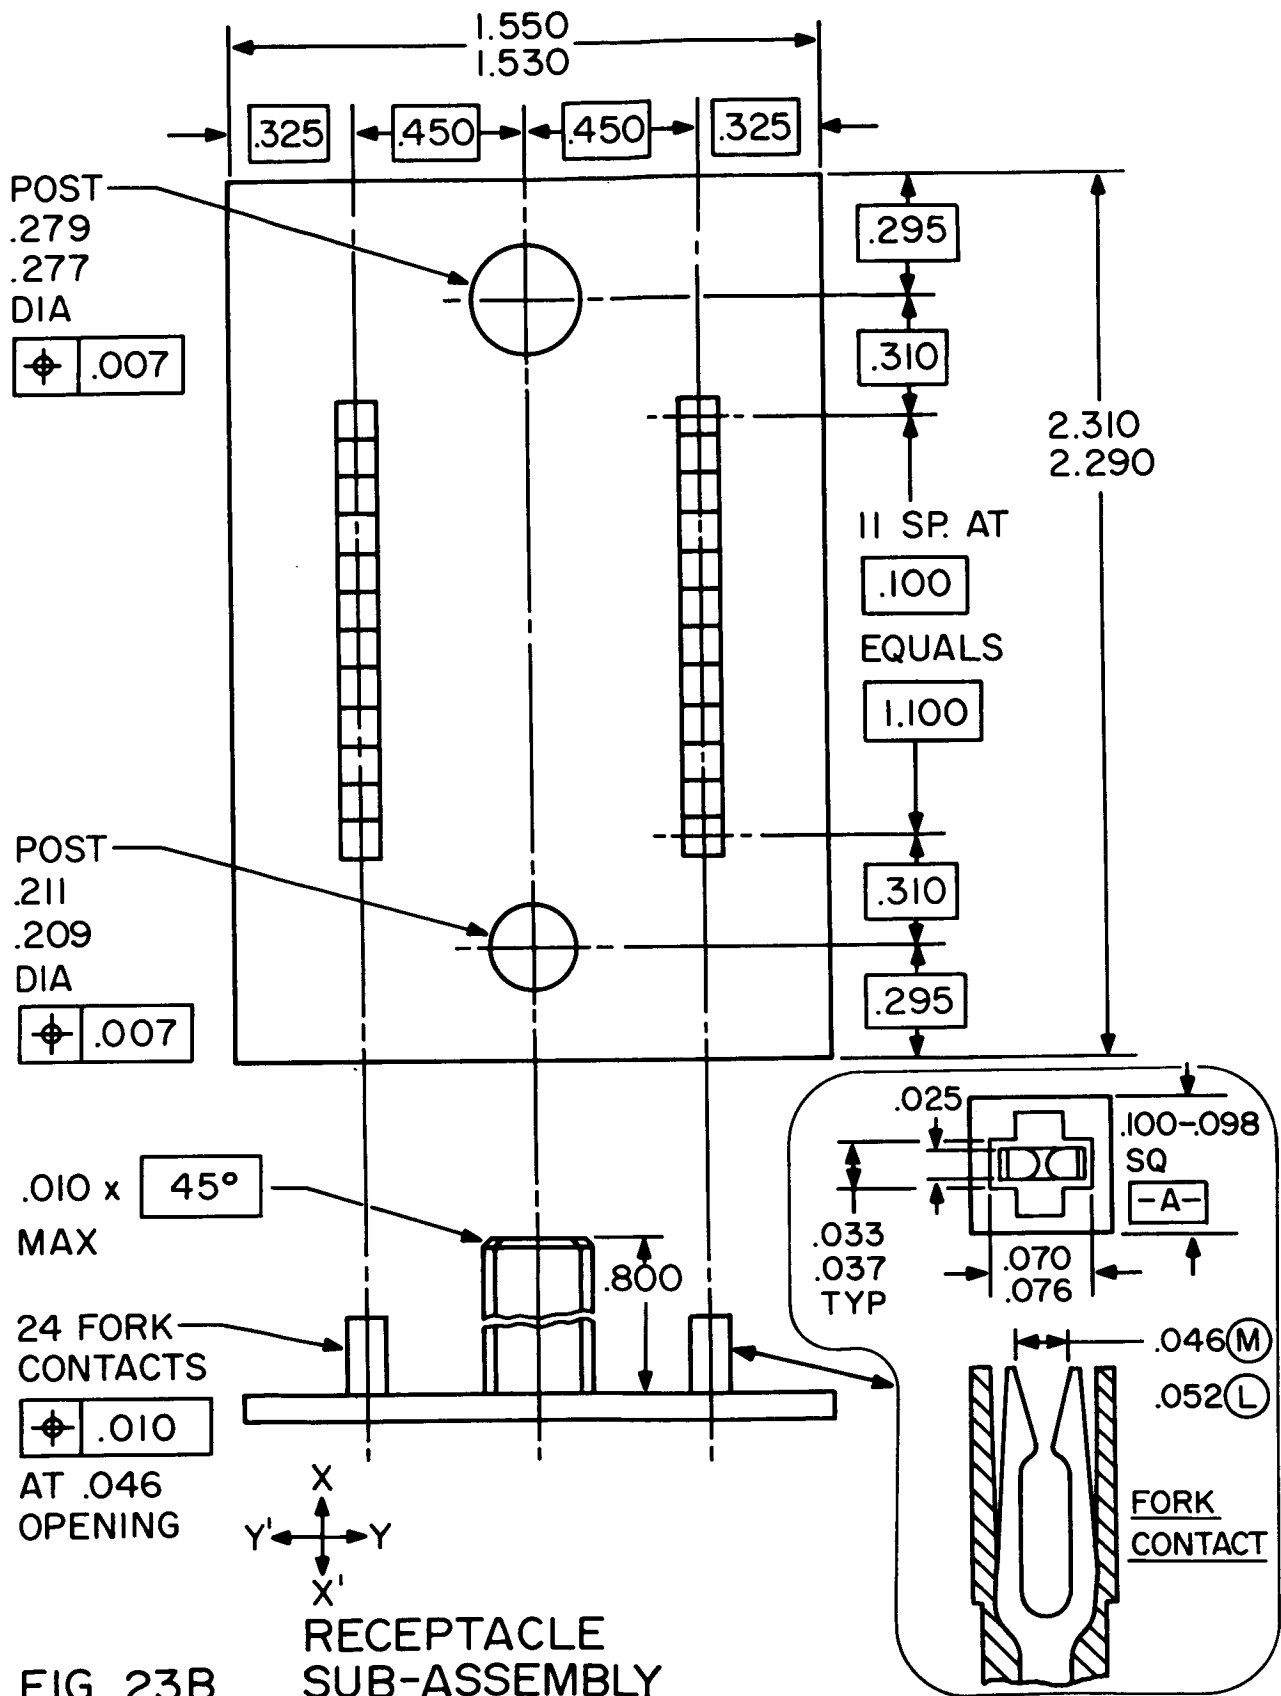 1.550
1.530
.325
.450
.450
.325
POST
.279
.277
DIA
⌖ .007
.295
.310
2.310
2.290
11 SP. AT
.100
EQUALS
1.100
.310
.295
POST
.211
.209
DIA
⌖ .007
.010 x 45°
MAX
.800
24 FORK
CONTACTS
⌖ .010
AT .046
OPENING
X
Y' Y
X'
.025
.100-.098
SQ
-A-
.033
.037
TYP
.070
.076
.046 Ⓜ
.052 Ⓛ
FORK
CONTACT
RECEPTACLE
SUB-ASSEMBLY
FIG. 23B